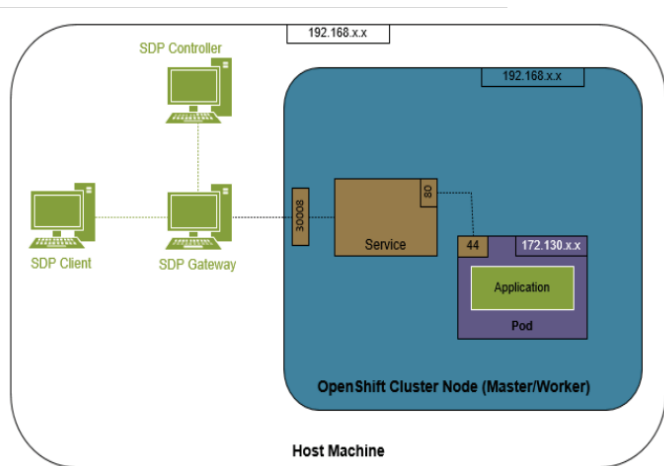 192.168.x.x
SDP Controller
192.168.x.x
30008
80
Service
SDP Client
SDP Gateway
44
172.130.x.x
Application
Pod
OpenShift Cluster Node (Master/Worker)
Host Machine